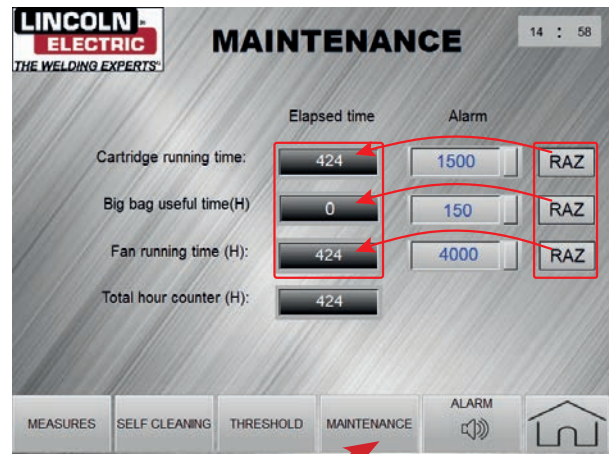 LINCOLN
ELECTRIC
THE WELDING EXPERTS®
MAINTENANCE
14 : 58
Elapsed time Alarm
Cartridge running time: 424 1500 RAZ
Big bag useful time(H) 0 150 RAZ
Fan running time (H): 424 4000 RAZ
Total hour counter (H): 424
MEASURES SELF CLEANING THRESHOLD MAINTENANCE ALARM